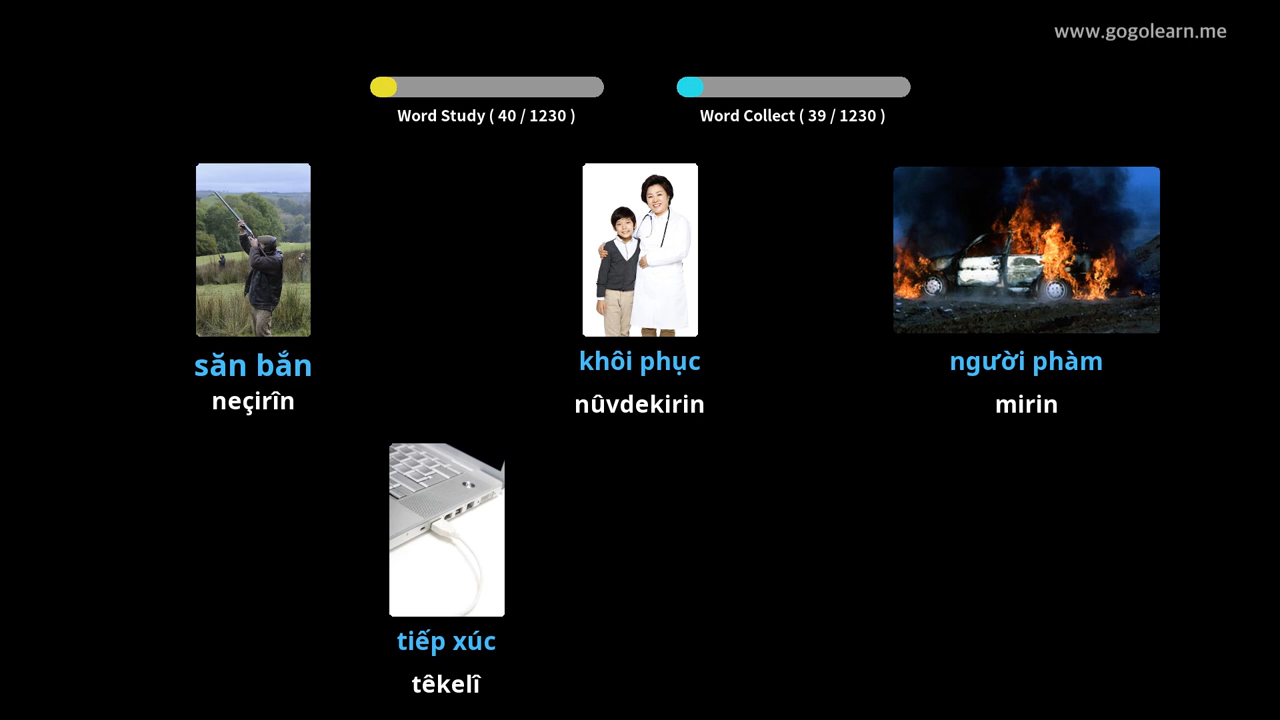 www.gogolearn.me
Word Study ( 40 / 1230 )
Word Collect ( 39 / 1230 )
săn bắn
neçirîn
khôi phục
nûvdekirin
người phàm
mirin
tiếp xúc
têkelî